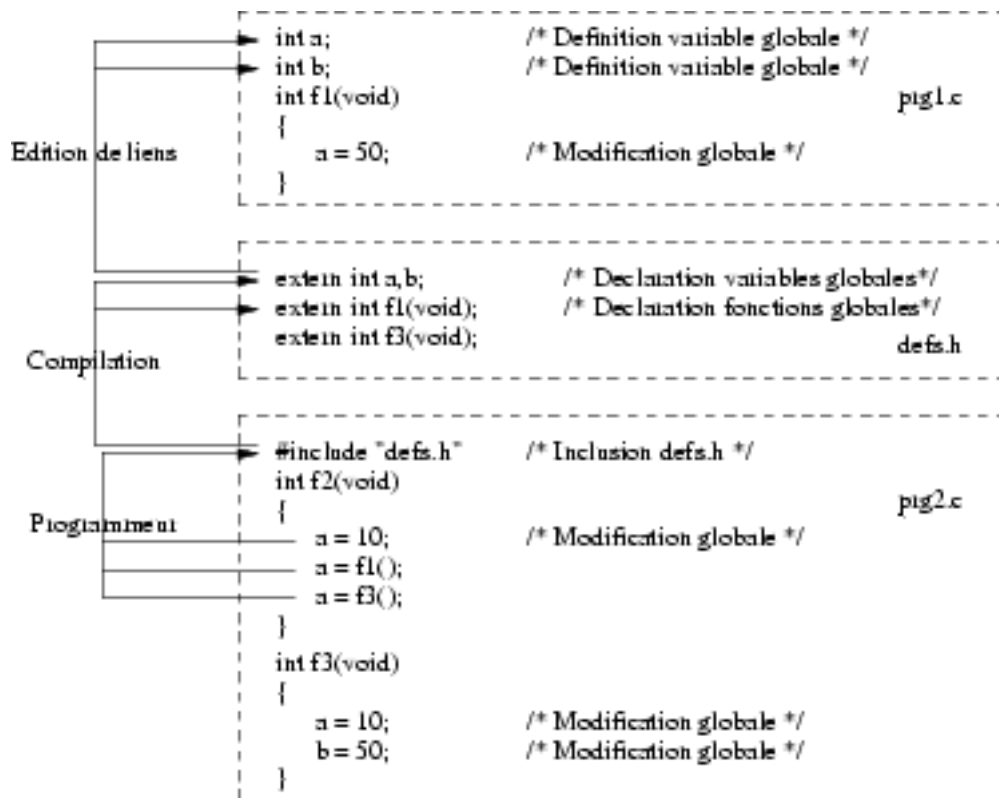 int a; /* Definition variable globale */
int b; /* Definition variable globale */
int f1(void) prg1.c
{
Edition de liens a = 50; /* Modification globale */
}
extern int a,b; /* Declaration variables globales*/
extern int f1(void); /* Declaration fonctions globales*/
extern int f3(void);
defs.h
Compilation
#include "defs.h" /* Inclusion defs.h */
int f2(void)
prg2.c
{
Programmeur
a = 10; /* Modification globale */
a = f1();
a = f3();
}
int f3(void)
{
a = 10; /* Modification globale */
b = 50; /* Modification globale */
}